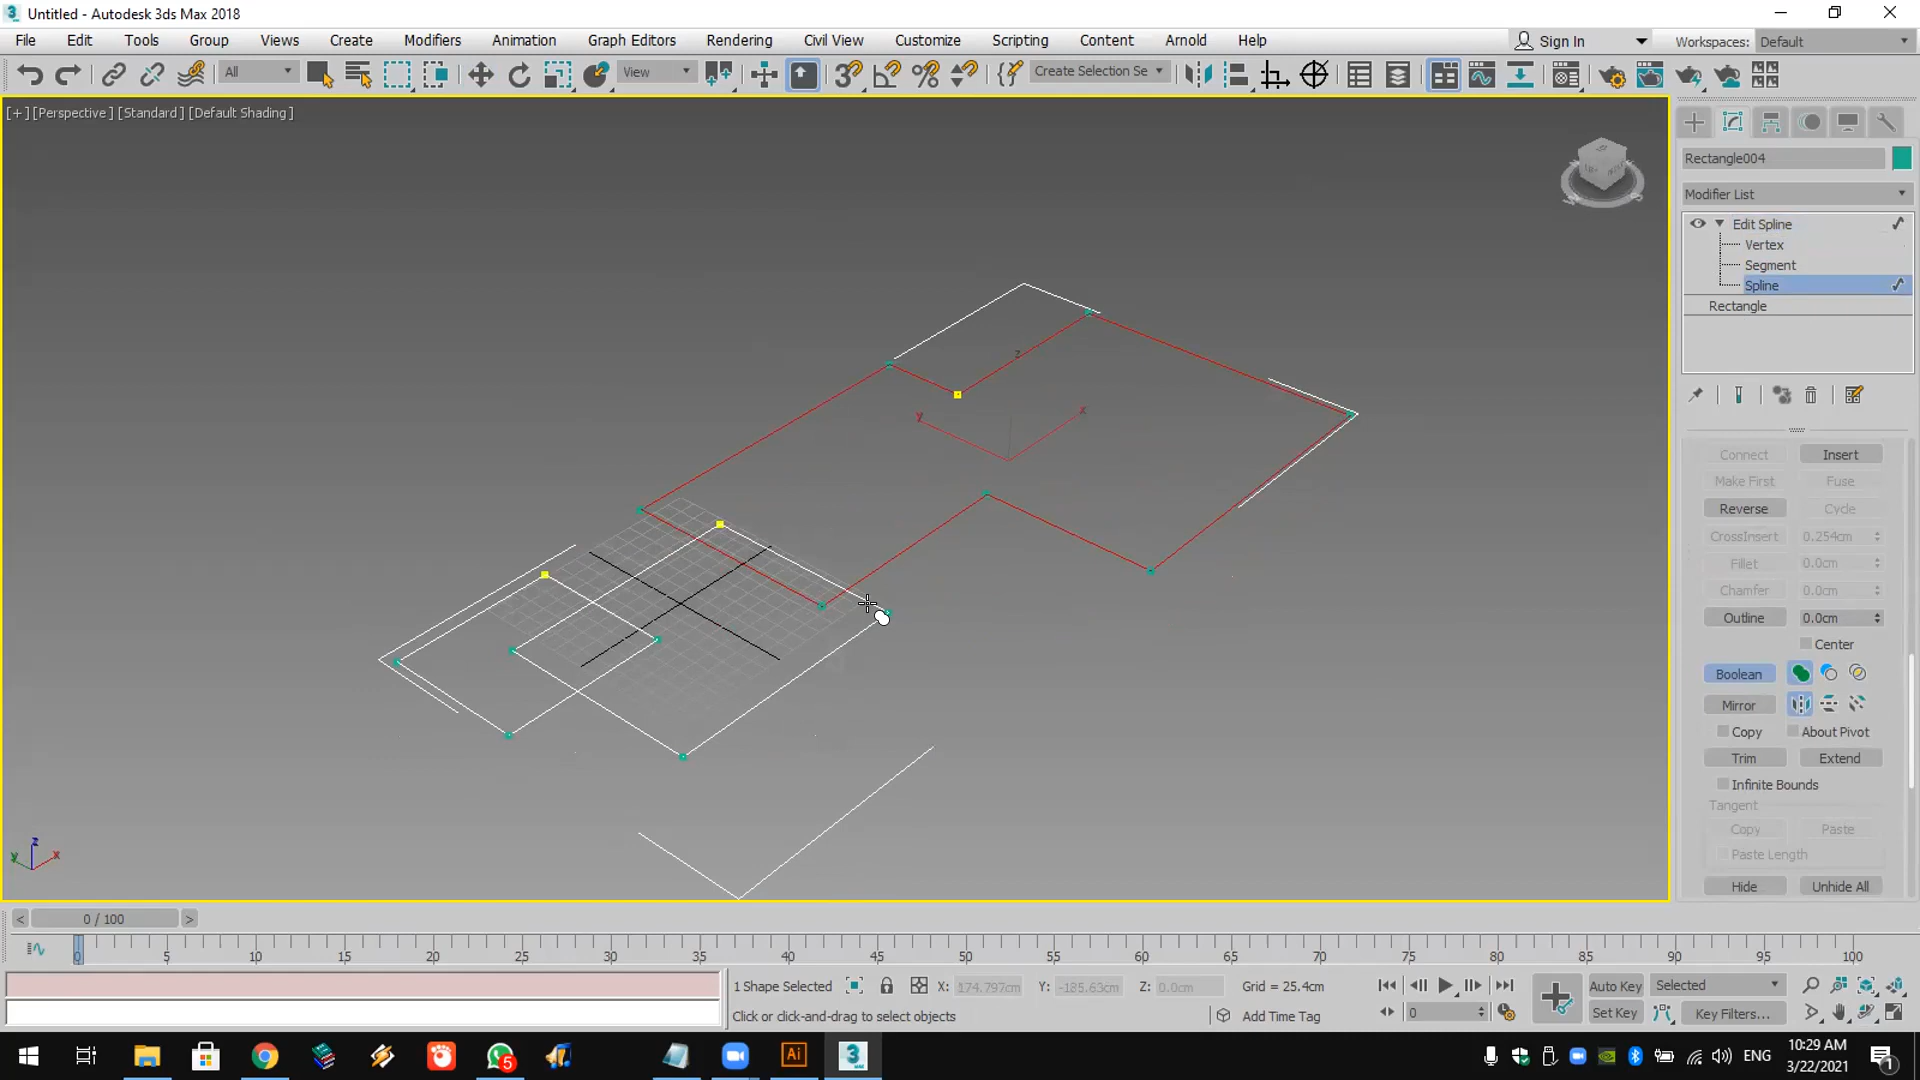 Untitled - Autodesk 3ds Max 2018
File Edit Tools Group Views Create Modifiers Animation Graph Editors Rendering Civil View Customize Scripting Content Arnold Help Sign In Workspaces: Default
All View Create Selection Se
[+] [Perspective ] [Standard ] [Default Shading ]
Rectangle004
Modifier List
Edit Spline
Vertex
Segment
Spline
Rectangle
Connect Insert
Make First Fuse
Reverse Cycle
CrossInsert 0.254cm
Fillet 0.0cm
Chamfer 0.0cm
Outline 0.0cm
Center
Boolean
Mirror
Copy About Pivot
Trim Extend
Infinite Bounds
Tangent
Copy Paste
Paste Length
Hide Unhide All
z
y x
z
y x
< 0 / 100 >
0 5 10 15 20 25 30 35 40 45 50 55 60 65 70 75 80 85 90 95 100
1 Shape Selected X: 174.797cm Y: -185.63cm Z: 0.0cm Grid = 25.4cm Auto Key Selected
Click or click-and-drag to select objects Add Time Tag 0 Set Key Key Filters...
5 Ai 3 ENG 10:29 AM
3/22/2021 1